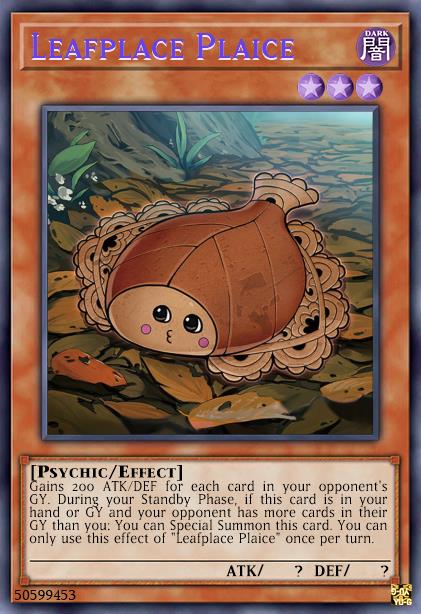 Leafplace Plaice
DARK
闇
[Psychic/Effect]
Gains 200 ATK/DEF for each card in your opponent's
GY. During your Standby Phase, if this card is in your
hand or GY and your opponent has more cards in their
GY than you: You can Special Summon this card. You can
only use this effect of "Leafplace Plaice" once per turn.
ATK/ ? DEF/ ?
50599453